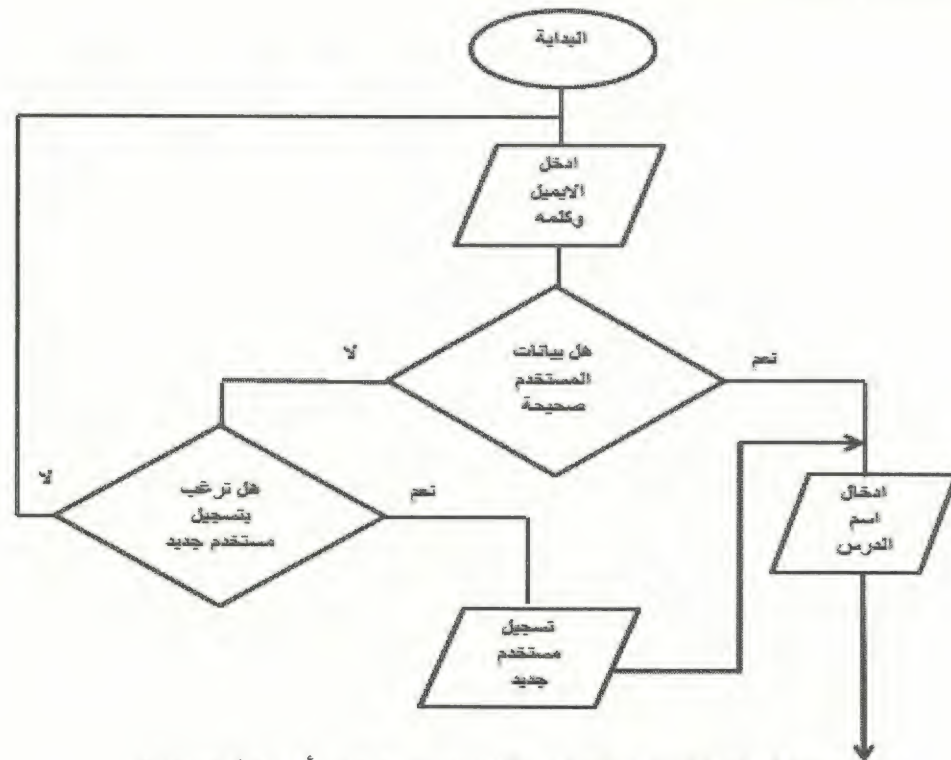 البداية
ادخل
الايميل
وكلمه
هل بيانات
المستخدم
صحيحة
نعم
لا
هل ترغب
بتسجيل
مستخدم جديد
لا
نعم
ادخال
اسم
الدرس
تسجيل
مستخدم
جديد